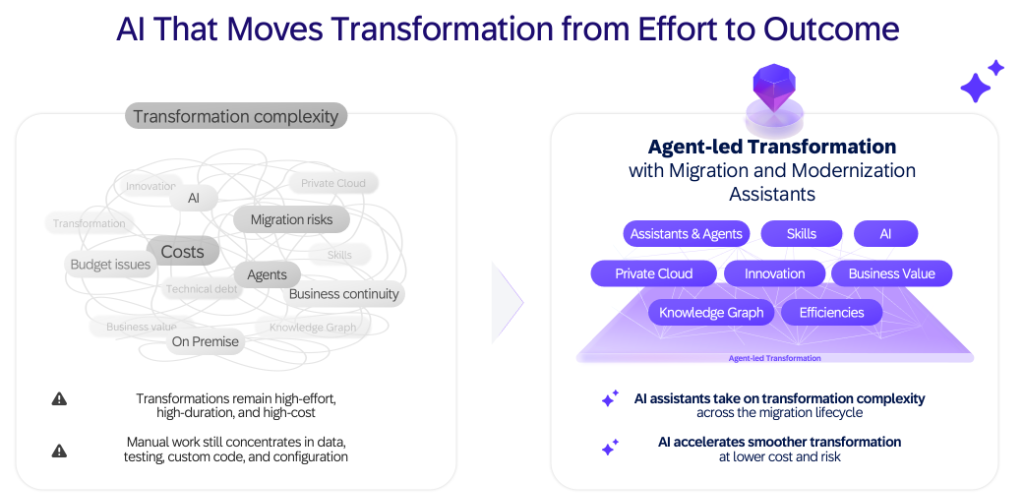 AI That Moves Transformation from Effort to Outcome
Transformation complexity
Innovation
AI
Private Cloud
Transformation
Migration risks
Costs
Skills
Budget issues
Agents
Technical debt
Business continuity
Business value
Knowledge Graph
On Premise
Transformations remain high-effort,
high-duration, and high-cost
Manual work still concentrates in data,
testing, custom code, and configuration
Agent-led Transformation
with Migration and Modernization
Assistants
Assistants & Agents
Skills
AI
Private Cloud
Innovation
Business Value
Knowledge Graph
Efficiencies
Agent-led Transformation
AI assistants take on transformation complexity
across the migration lifecycle
AI accelerates smoother transformation
at lower cost and risk